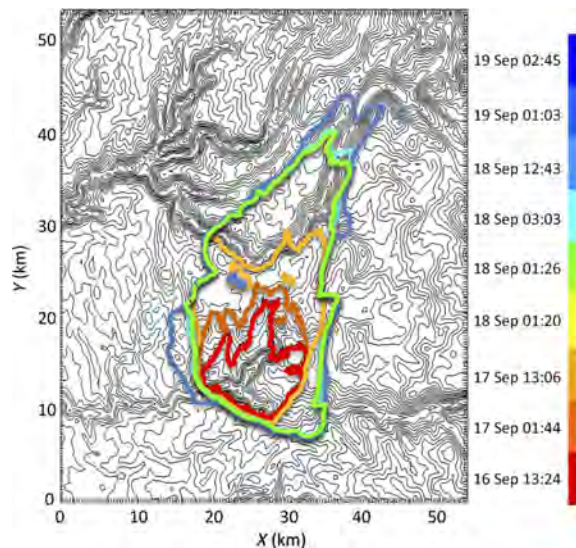 50
40
30
20
10
0
Y (km)
0 10 20 30 40 50
X (km)
19 Sep 02:45
19 Sep 01:03
18 Sep 12:43
18 Sep 03:03
18 Sep 01:26
18 Sep 01:20
17 Sep 13:06
17 Sep 01:44
16 Sep 13:24